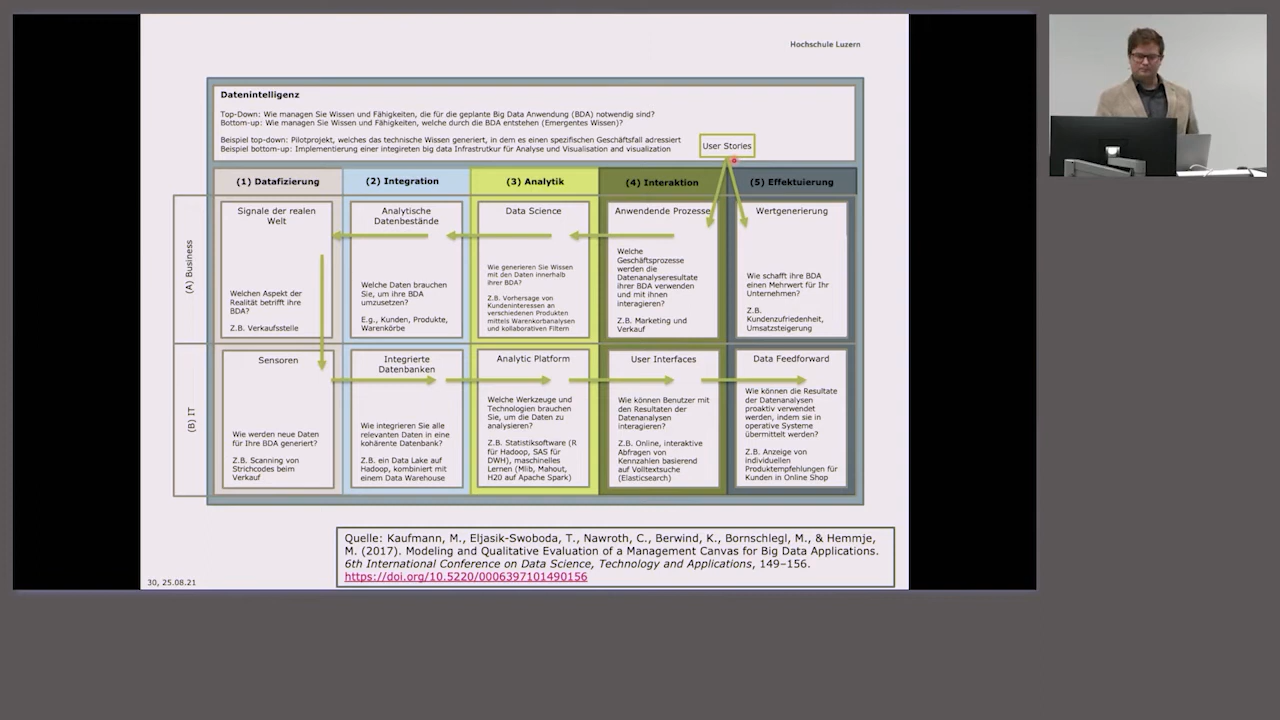 Hochschule Luzern
Datenintelligenz
Top-Down: Wie managen Sie Wissen und Fähigkeiten, die für die geplante Big Data Anwendung (BDA) notwendig sind?
Bottom-up: Wie managen Sie Wissen und Fähigkeiten, welche durch die BDA entstehen (Emergentes Wissen)?
Beispiel top-down: Pilotprojekt, welches das technische Wissen generiert, in dem es einen spezifischen Geschäftsfall adressiert
Beispiel bottom-up: Implementierung einer integrieten big data Infrastrutkur für Analyse und Visualisation and visualization
User Stories
(1) Datafizierung
(2) Integration
(3) Analytik
(4) Interaktion
(5) Effektuierung
(A) Business
Signale der realen
Welt
Welchen Aspekt der
Realität betrifft ihre
BDA?
Z.B. Verkaufsstelle
Analytische
Datenbestände
Welche Daten brauchen
Sie, um ihre BDA
umzusetzen?
E.g., Kunden, Produkte,
Warenkörbe
Data Science
Wie generieren Sie Wissen
mit den Daten innerhalb
ihrer BDA?
Z.B. Vorhersage von
Kundeninteressen an
verschiedenen Produkten
mittels Warenkorbanalysen
und kollaborativen Filtern
Anwendende Prozesse
Welche
Geschäftsprozesse
werden die
Datenanalyseresultate
ihrer BDA verwenden
und mit ihnen
interagieren?
Z.B. Marketing und
Verkauf
Wertgenerierung
Wie schafft ihre BDA
einen Mehrwert für Ihr
Unternehmen?
Z.B.
Kundenzufriedenheit,
Umsatzsteigerung
(B) IT
Sensoren
Wie werden neue Daten
für Ihre BDA generiert?
Z.B. Scanning von
Strichcodes beim
Verkauf
Integrierte
Datenbanken
Wie integrieren Sie alle
relevanten Daten in eine
kohärente Datenbank?
Z.B. ein Data Lake auf
Hadoop, kombiniert mit
einem Data Warehouse
Analytic Platform
Welche Werkzeuge und
Technologien brauchen
Sie, um die Daten zu
analysieren?
Z.B. Statistiksoftware (R
für Hadoop, SAS für
DWH), maschinelles
Lernen (Mlib, Mahout,
H20 auf Apache Spark)
User Interfaces
Wie können Benutzer mit
den Resultaten der
Datenanalysen
interagieren?
Z.B. Online, interaktive
Abfragen von
Kennzahlen basierend
auf Volltextsuche
(Elasticsearch)
Data Feedforward
Wie können die Resultate
der Datenanalysen
proaktiv verwendet
werden, indem sie in
operative Systeme
übermittelt werden?
Z.B. Anzeige von
individuellen
Produktempfehlungen für
Kunden in Online Shop
Quelle: Kaufmann, M., Eljasik-Swoboda, T., Nawroth, C., Berwind, K., Bornschlegl, M., & Hemmje,
M. (2017). Modeling and Qualitative Evaluation of a Management Canvas for Big Data Applications.
6th International Conference on Data Science, Technology and Applications, 149–156.
https://doi.org/10.5220/0006397101490156
30, 25.08.21